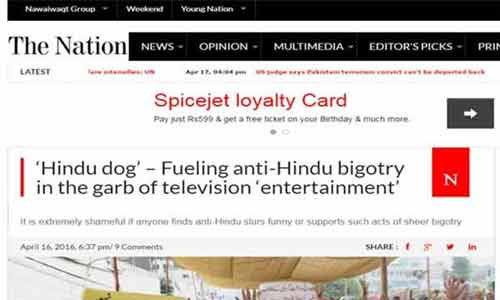 Nawaiwaqt Group Weekend Young Nation
The Nation NEWS OPINION MULTIMEDIA EDITOR'S PICKS PRIN
LATEST fare intensifies: UN Apr 17, 04:04 pm US judge says Pakistani terrorism convict can't be deported back
Spicejet loyalty Card
Pay just Rs599 & get a free ticket on your Birthday & much more.
‘Hindu dog’ – Fueling anti-Hindu bigotry
in the garb of television ‘entertainment’
N
It is extremely shameful if anyone finds anti-Hindu slurs funny or supports such acts of sheer bigotry
April 16, 2016, 6:37 pm/ 9 Comments SHARE : f g+ in